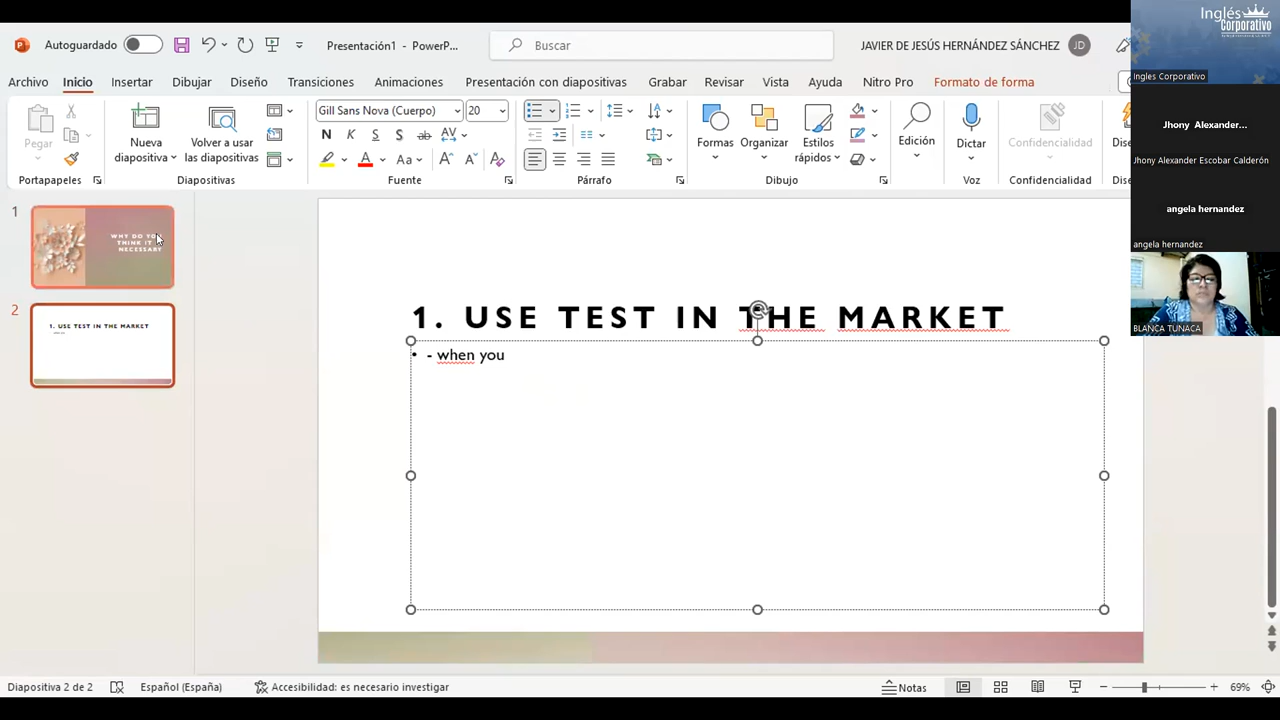 Autoguardado
Presentación1 - PowerP...
Buscar
JAVIER DE JESÚS HERNÁNDEZ SÁNCHEZ
JD
Archivo Inicio Insertar Dibujar Diseño Transiciones Animaciones Presentación con diapositivas Grabar Revisar Vista Ayuda Nitro Pro Formato de forma
Pegar
Portapapeles
Nueva
diapositiva
Volver a usar
las diapositivas
Diapositivas
Gill Sans Nova (Cuerpo) 20
N K S S ab AV
A Aa A A A
Fuente
Párrafo
Formas
Organizar
Estilos
rápidos
Dibujo
Edición
Dictar
Voz
Confidencialidad
Confidencialidad
Dise
Dise
Inglés
Corporativo
Ingles Corporativo
Jhony Alexander...
Jhony Alexander Escobar Calderón
angela hernandez
angela hernandez
BLANCA TUNACA
1
WHY DO YOU
THINK IT
NECESSARY
2
1. USE TEST IN THE MARKET
1. USE TEST IN THE MARKET
• - when you
Diapositiva 2 de 2
Español (España)
Accesibilidad: es necesario investigar
Notas
69%